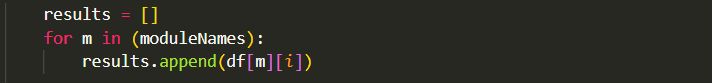 results = []
for m in (moduleNames):
    results.append(df[m][i])